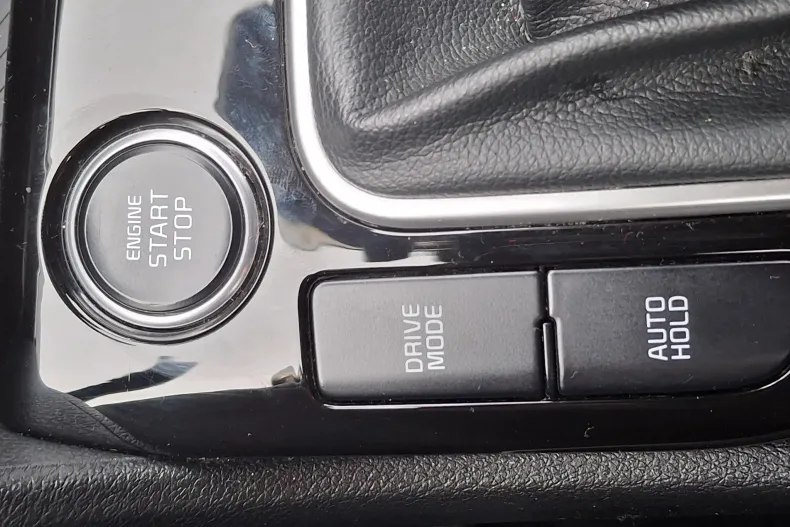 ENGINE
START
STOP
DRIVE
MODE
AUTO
HOLD